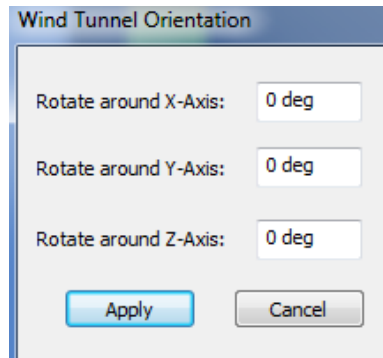 Wind Tunnel Orientation
Rotate around X-Axis: 0 deg
Rotate around Y-Axis: 0 deg
Rotate around Z-Axis: 0 deg
Apply Cancel